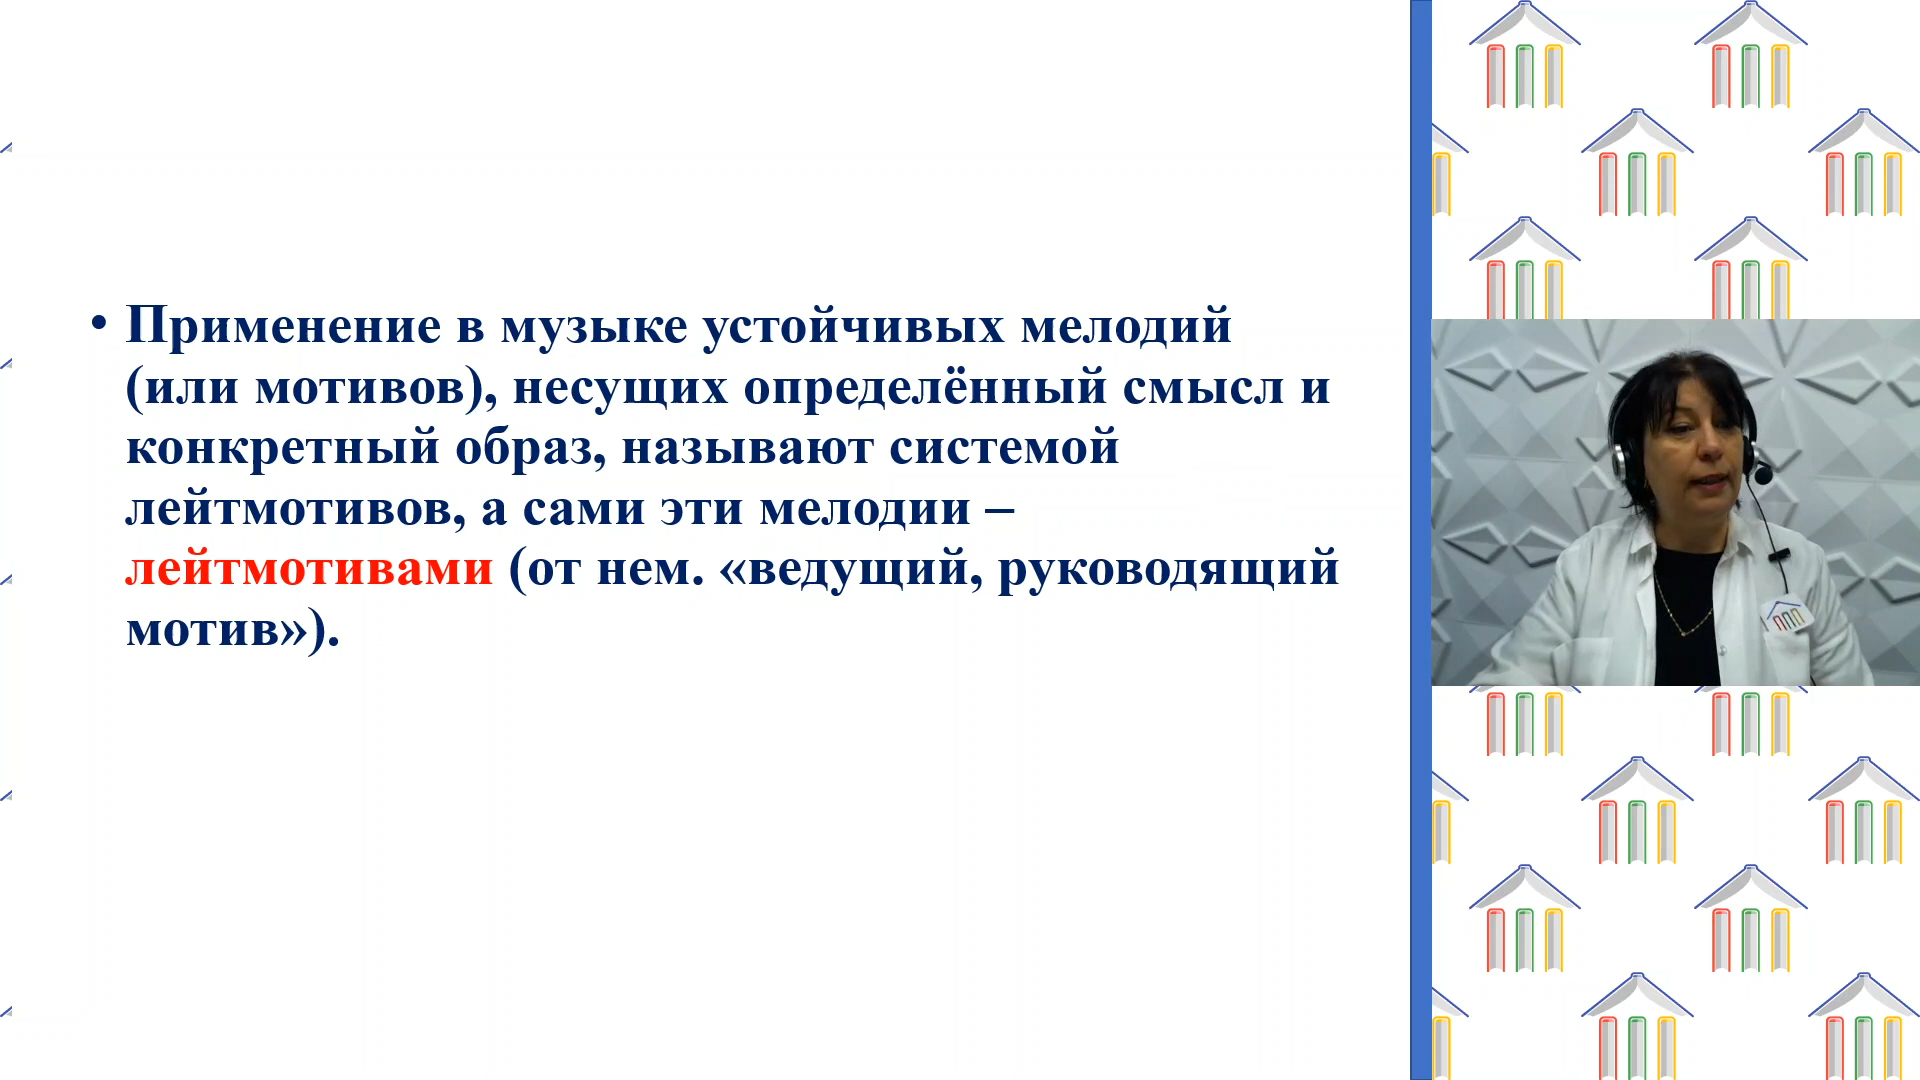 • Применение в музыке устойчивых мелодий
(или мотивов), несущих определённый смысл и
конкретный образ, называют системой
лейтмотивов, а сами эти мелодии –
лейтмотивами (от нем. «ведущий, руководящий
мотив»).